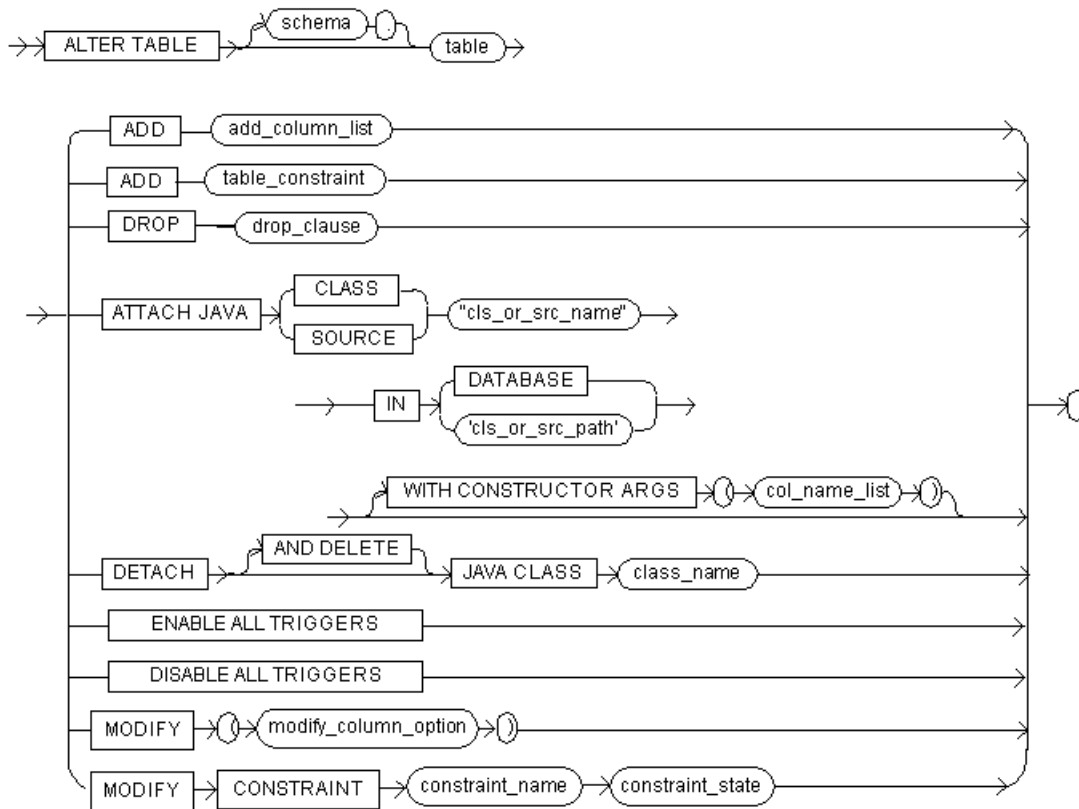 schema .
ALTER TABLE table
ADD add_column_list
ADD table_constraint
DROP drop_clause
CLASS
ATTACH JAVA "cls_or_src_name"
SOURCE
DATABASE
IN
'cls_or_src_path'
WITH CONSTRUCTOR ARGS ( col_name_list )
AND DELETE
DETACH JAVA CLASS class_name
ENABLE ALL TRIGGERS
DISABLE ALL TRIGGERS
MODIFY ( modify_column_option )
MODIFY CONSTRAINT constraint_name constraint_state